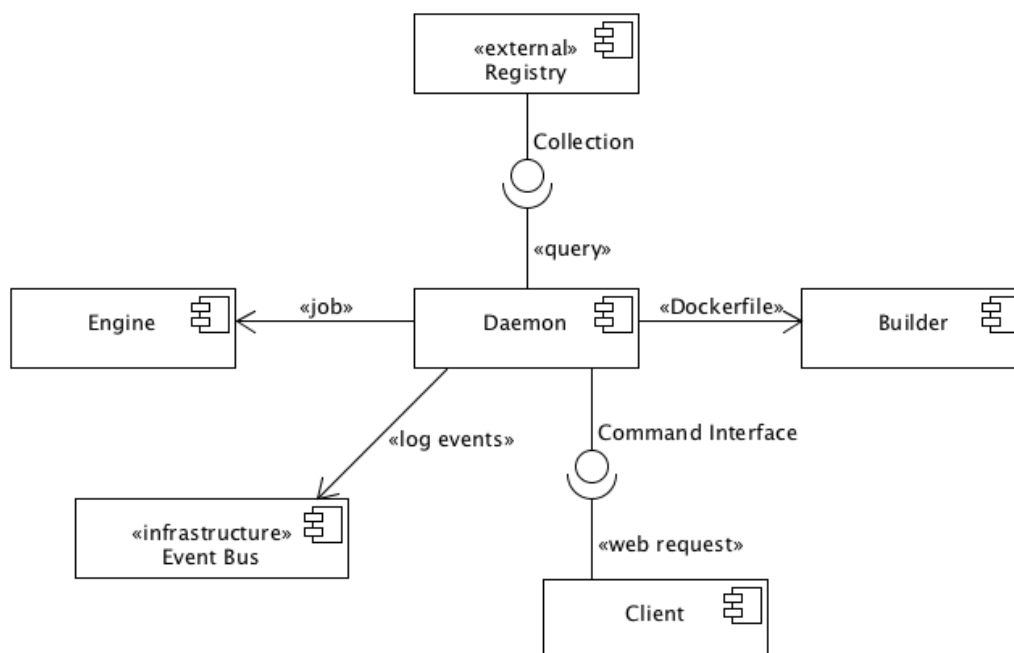 «external»
Registry
Collection
«query»
Engine
«job»
Daemon
«Dockerfile»
Builder
«log events»
Command Interface
«infrastructure»
Event Bus
«web request»
Client